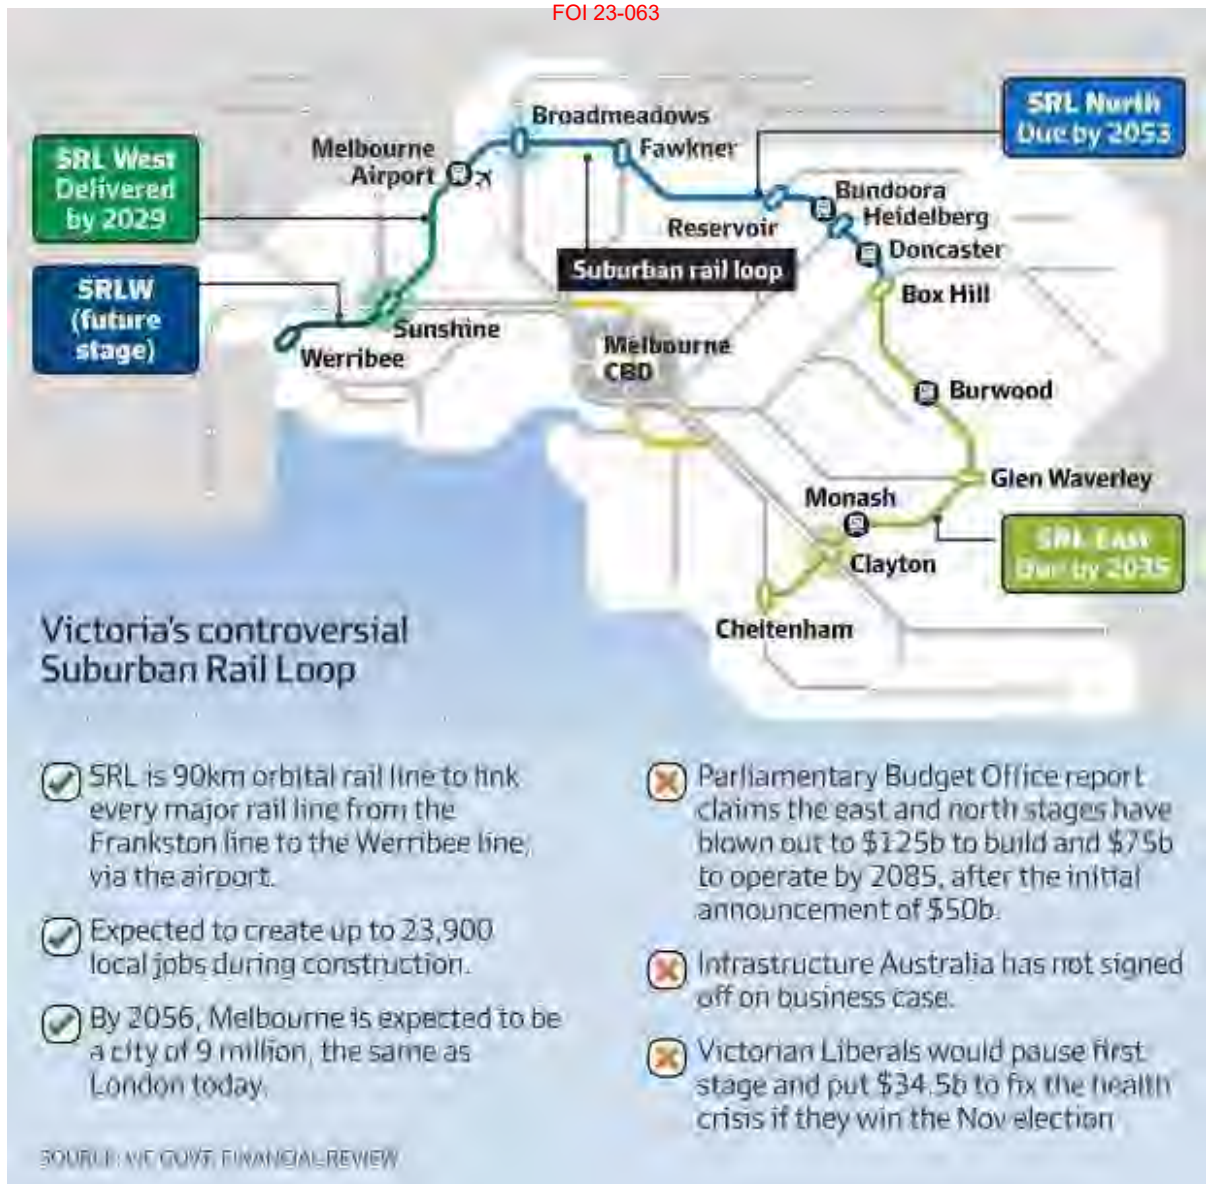 FOI 23-063
SRL North
Due by 2053
Broadmeadows
Melbourne
Airport
Fawkner
SRL West
Delivered
by 2029
Bundoora
Heidelberg
Reservoir
Doncaster
Suburban rail loop
SRLW
(future
stage)
Box Hill
Sunshine
Werribee
Melbourne
CBD
Burwood
Glen Waverley
Monash
SRL East
Due by 2035
Clayton
Cheltenham
Victoria's controversial
Suburban Rail Loop
SRL is 90km orbital rail line to link
every major rail line from the
Frankston line to the Werribee line,
via the airport.
Expected to create up to 23,900
local jobs during construction.
By 2056, Melbourne is expected to be
a city of 9 million, the same as
London today.
Parliamentary Budget Office report
claims the east and north stages have
blown out to $125b to build and $75b
to operate by 2085, after the initial
announcement of $50b.
Infrastructure Australia has not signed
off on business case.
Victorian Liberals would pause first
stage and put $34.5b to fix the health
crisis if they win the Nov election
SOURCE: VIC GOVT, FINANCIAL REVIEW